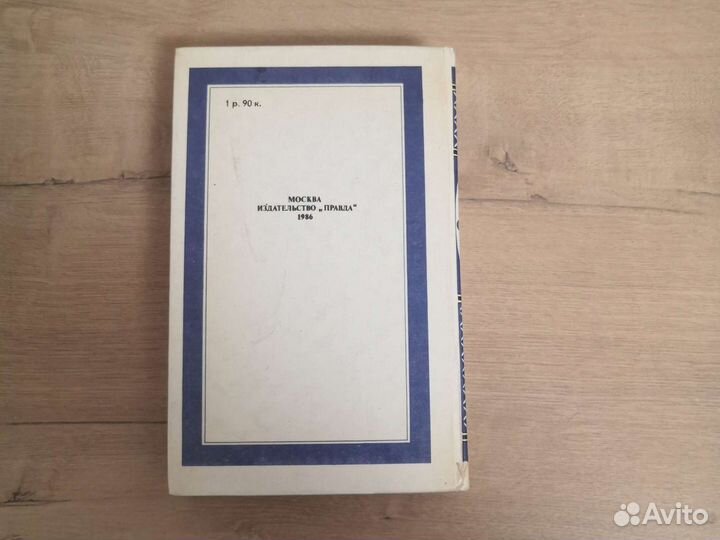 1 р. 90 к.
МОСКВА
ИЗДАТЕЛЬСТВО „ПРАВДА"
1986
Avito